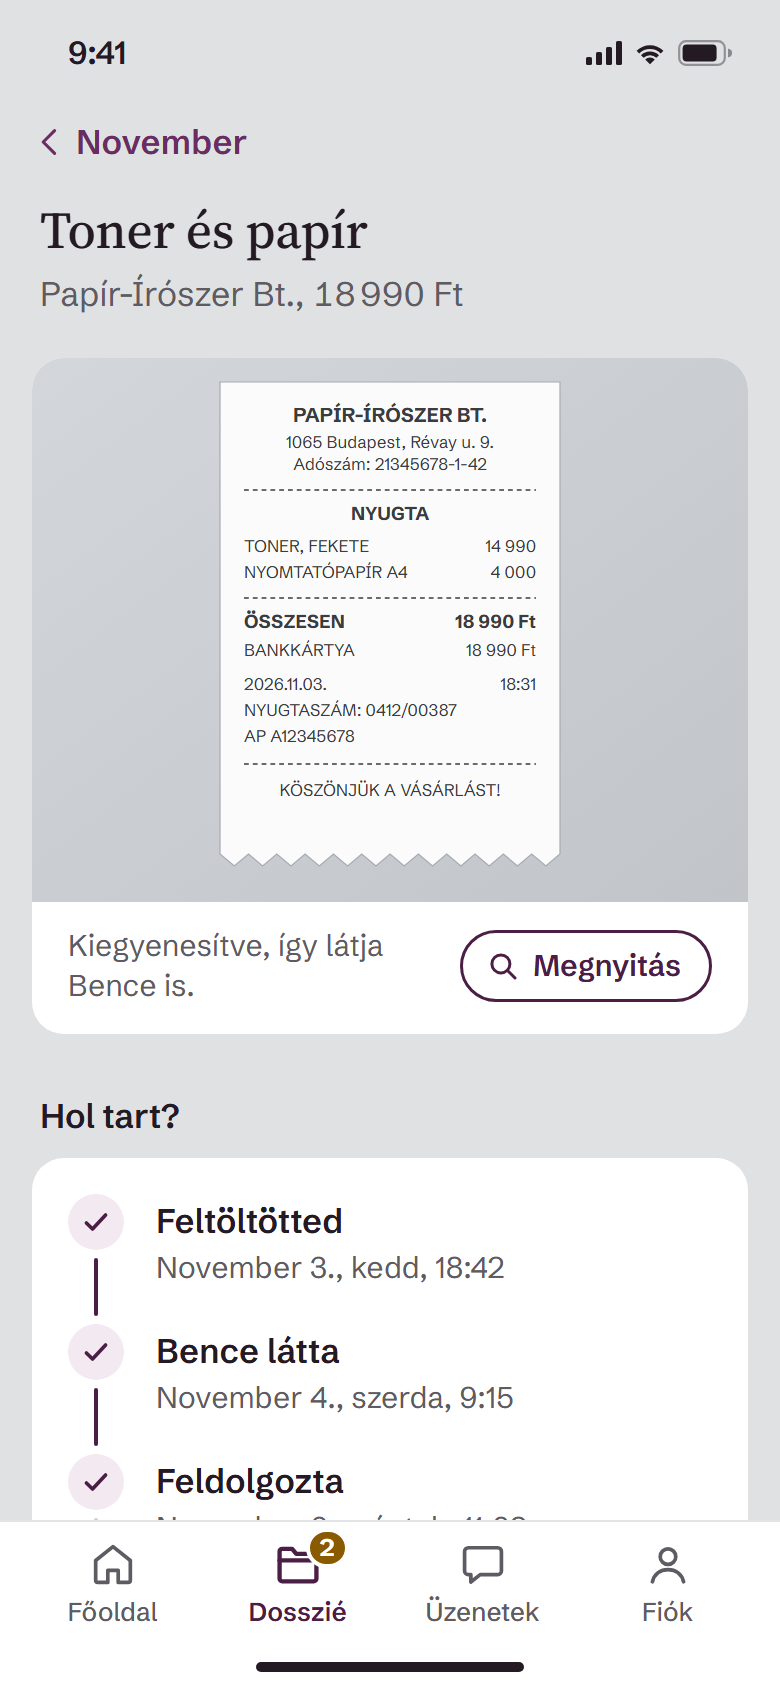 9:41
November
Toner és papír
Papír-Írószer Bt., 18 990 Ft
PAPÍR-ÍRÓSZER BT.
1065 Budapest, Révay u. 9.
Adószám: 21345678-1-42
NYUGTA
TONER, FEKETE 14 990
NYOMTATÓPAPÍR A4 4 000
ÖSSZESEN 18 990 Ft
BANKKÁRTYA 18 990 Ft
2026.11.03. 18:31
NYUGTASZÁM: 0412/00387
AP A12345678
KÖSZÖNJÜK A VÁSÁRLÁST!
Kiegyenesítve, így látja
Bence is.
Megnyitás
Hol tart?
Feltöltötted
November 3., kedd, 18:42
Bence látta
November 4., szerda, 9:15
Feldolgozta
2
Főoldal Dosszié Üzenetek Fiók